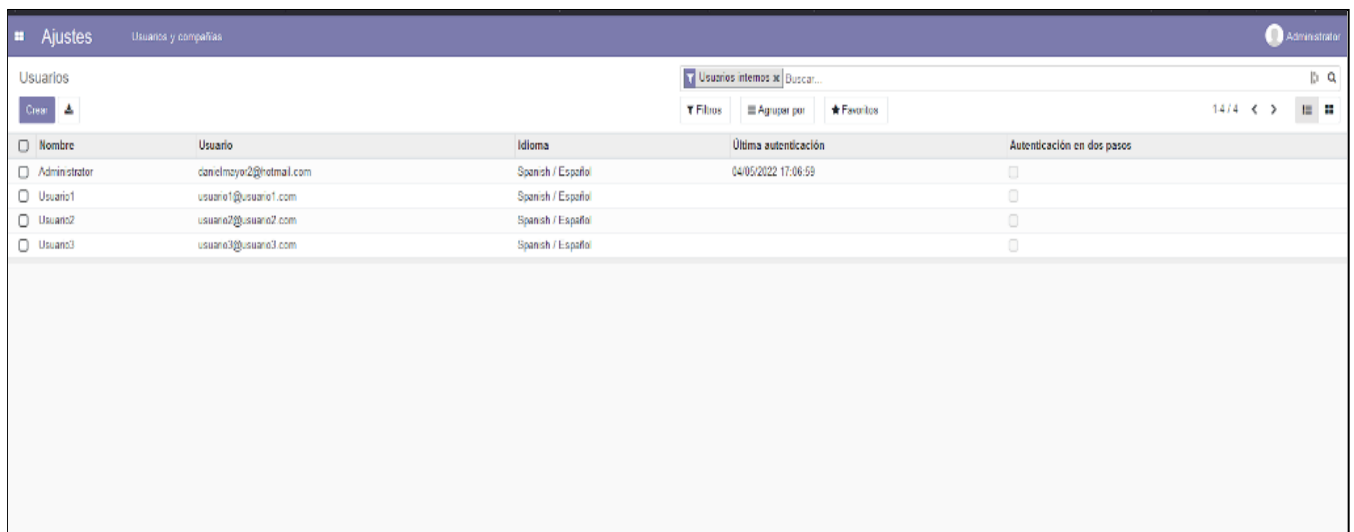 Ajustes Usuarios y compañías Administrator
Usuarios Usuarios internos x Buscar...
Crear Filtros Agrupar por Favoritos 1-4 / 4
Nombre Usuario Idioma Última autenticación Autenticación en dos pasos
Administrator danielmayor2@hotmail.com Spanish / Español 04/05/2022 17:06:59
Usuario1 usuario1@usuario1.com Spanish / Español
Usuario2 usuario2@usuario2.com Spanish / Español
Usuario3 usuario3@usuario3.com Spanish / Español